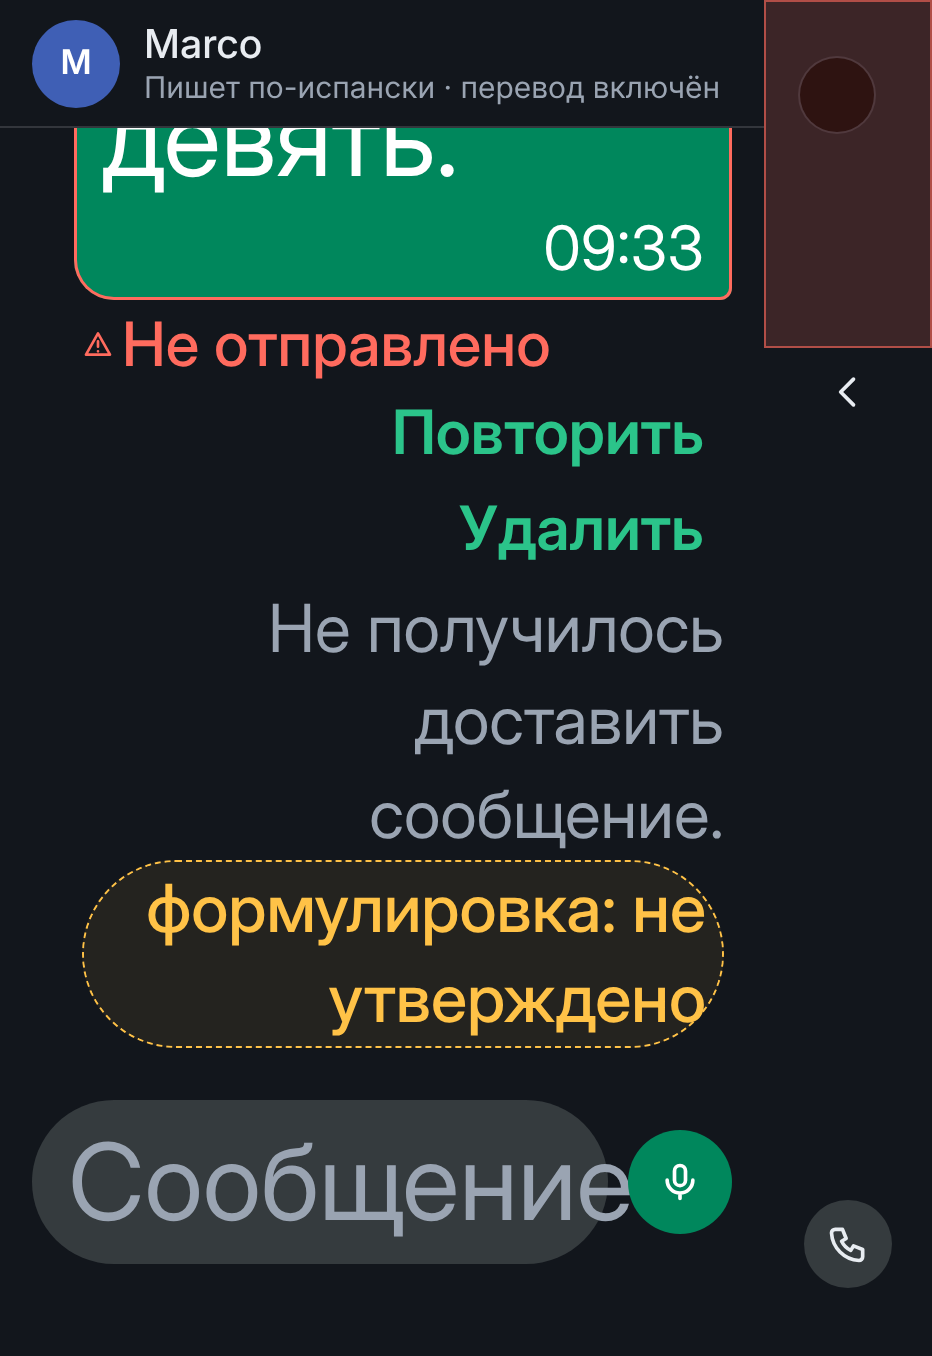 M
Marco
Пишет по-испански · перевод включён
девять.
09:33
Не отправлено
Повторить
Удалить
Не получилось
доставить
сообщение.
формулировка: не
утверждено
Сообщение